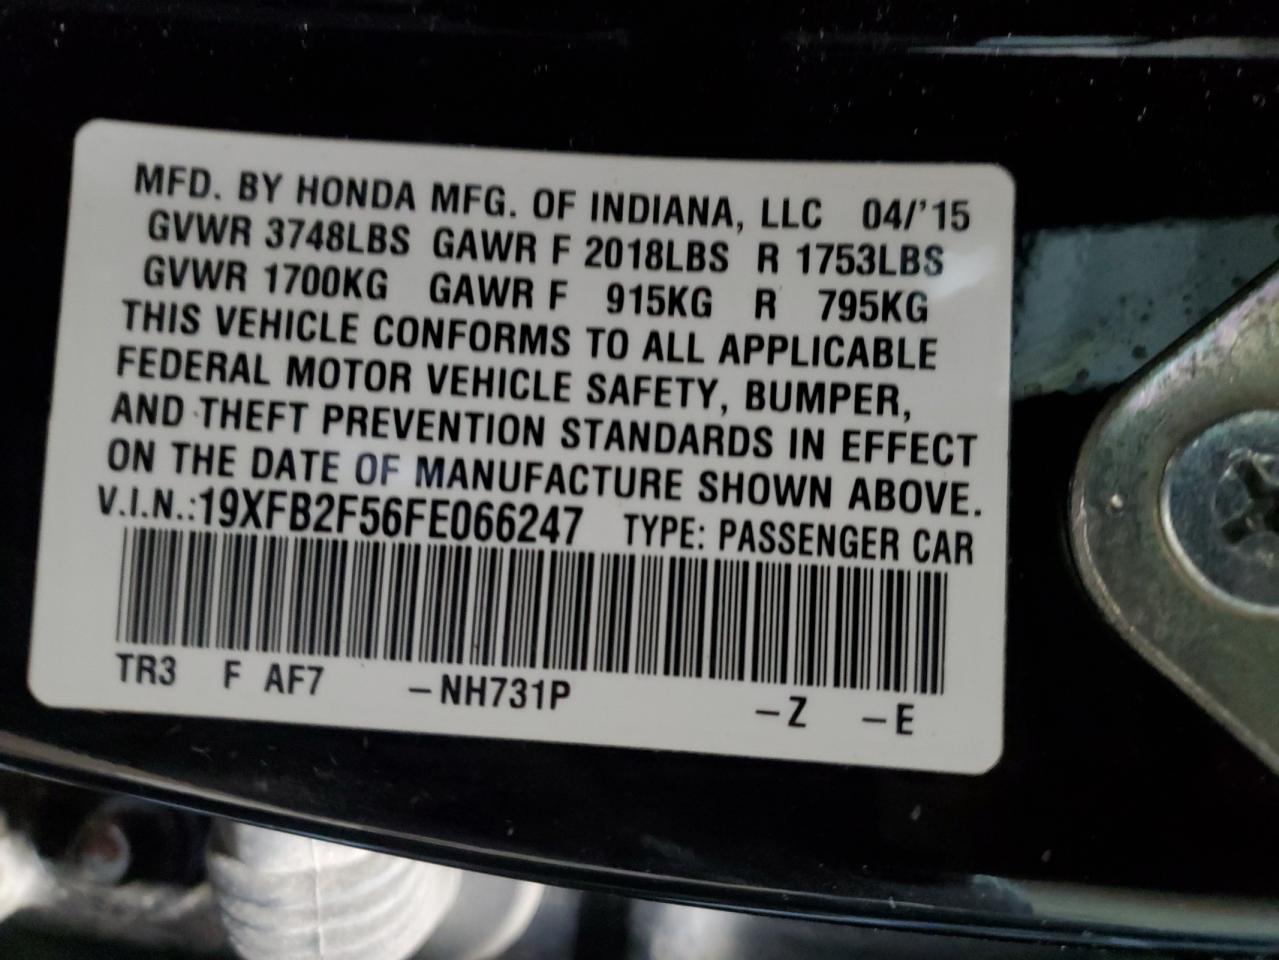 MFD. BY HONDA MFG. OF INDIANA, LLC 04/'15
GVWR 3748LBS GAWR F 2018LBS R 1753LBS
GVWR 1700KG GAWR F 915KG R 795KG
THIS VEHICLE CONFORMS TO ALL APPLICABLE
FEDERAL MOTOR VEHICLE SAFETY, BUMPER,
AND THEFT PREVENTION STANDARDS IN EFFECT
ON THE DATE OF MANUFACTURE SHOWN ABOVE.
V.I.N.:19XFB2F56FE066247 TYPE: PASSENGER CAR
TR3 F AF7 –NH731P –Z –E